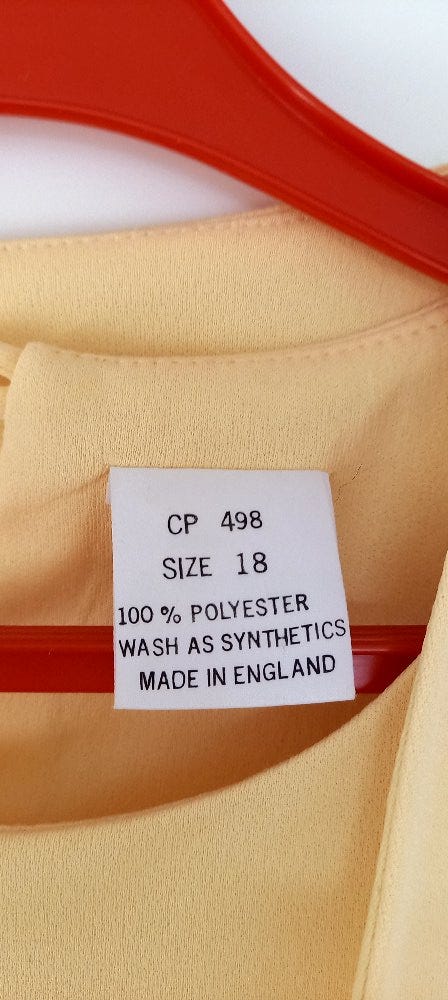 CP 498
SIZE 18
100 % POLYESTER
WASH AS SYNTHETICS
MADE IN ENGLAND